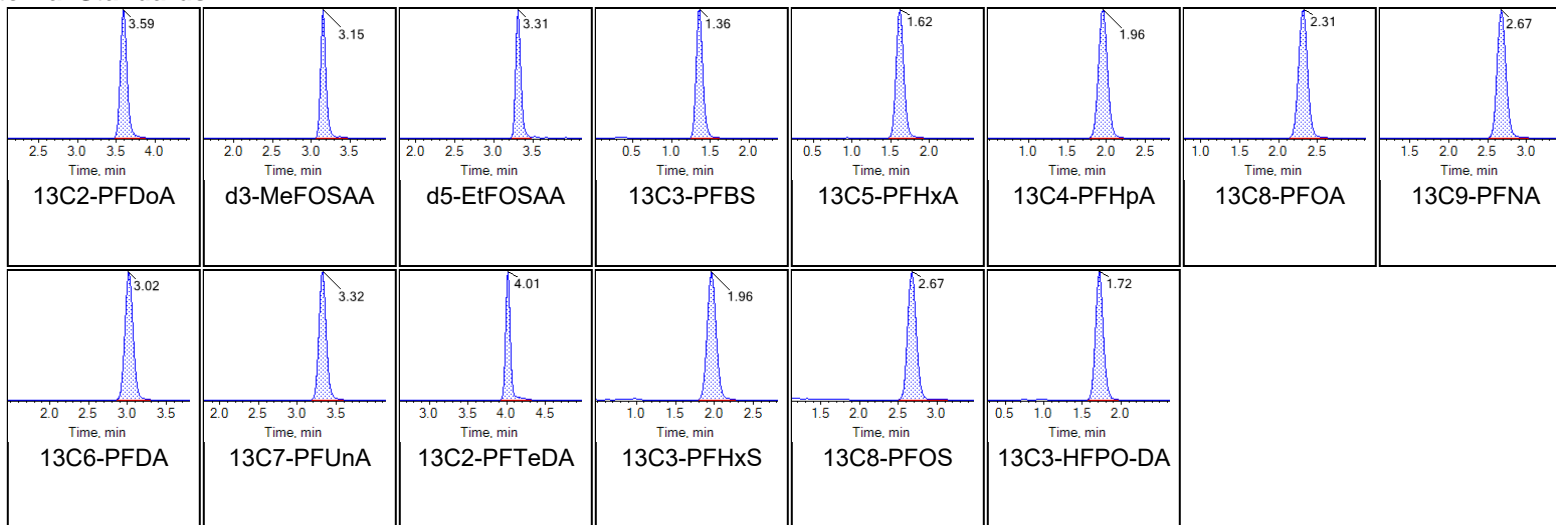 3.59 3.15 3.31 1.36 1.62 1.96 2.31 2.67
2.5 3.0 3.5 4.0 2.0 2.5 3.0 3.5 2.0 2.5 3.0 3.5 0.5 1.0 1.5 2.0 0.5 1.0 1.5 2.0 1.0 1.5 2.0 2.5 1.0 1.5 2.0 2.5 1.5 2.0 2.5 3.0
Time, min Time, min Time, min Time, min Time, min Time, min Time, min Time, min
13C2-PFDoA d3-MeFOSAA d5-EtFOSAA 13C3-PFBS 13C5-PFHxA 13C4-PFHpA 13C8-PFOA 13C9-PFNA
3.02 3.32 4.01 1.96 2.67 1.72
2.0 2.5 3.0 3.5 2.0 2.5 3.0 3.5 3.0 3.5 4.0 4.5 1.0 1.5 2.0 2.5 1.5 2.0 2.5 3.0 0.5 1.0 1.5 2.0
Time, min Time, min Time, min Time, min Time, min Time, min
13C6-PFDA 13C7-PFUnA 13C2-PFTeDA 13C3-PFHxS 13C8-PFOS 13C3-HFPO-DA